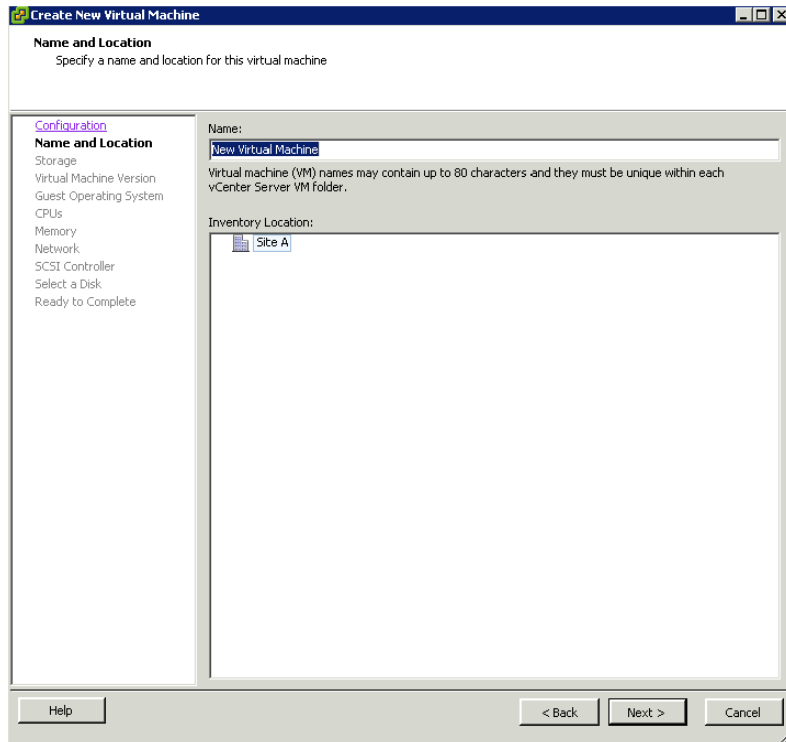 Create New Virtual Machine
Name and Location
Specify a name and location for this virtual machine
Configuration
Name and Location
Storage
Virtual Machine Version
Guest Operating System
CPUs
Memory
Network
SCSI Controller
Select a Disk
Ready to Complete
Name:
New Virtual Machine
Virtual machine (VM) names may contain up to 80 characters and they must be unique within each
vCenter Server VM folder.
Inventory Location:
Site A
Help
< Back
Next >
Cancel